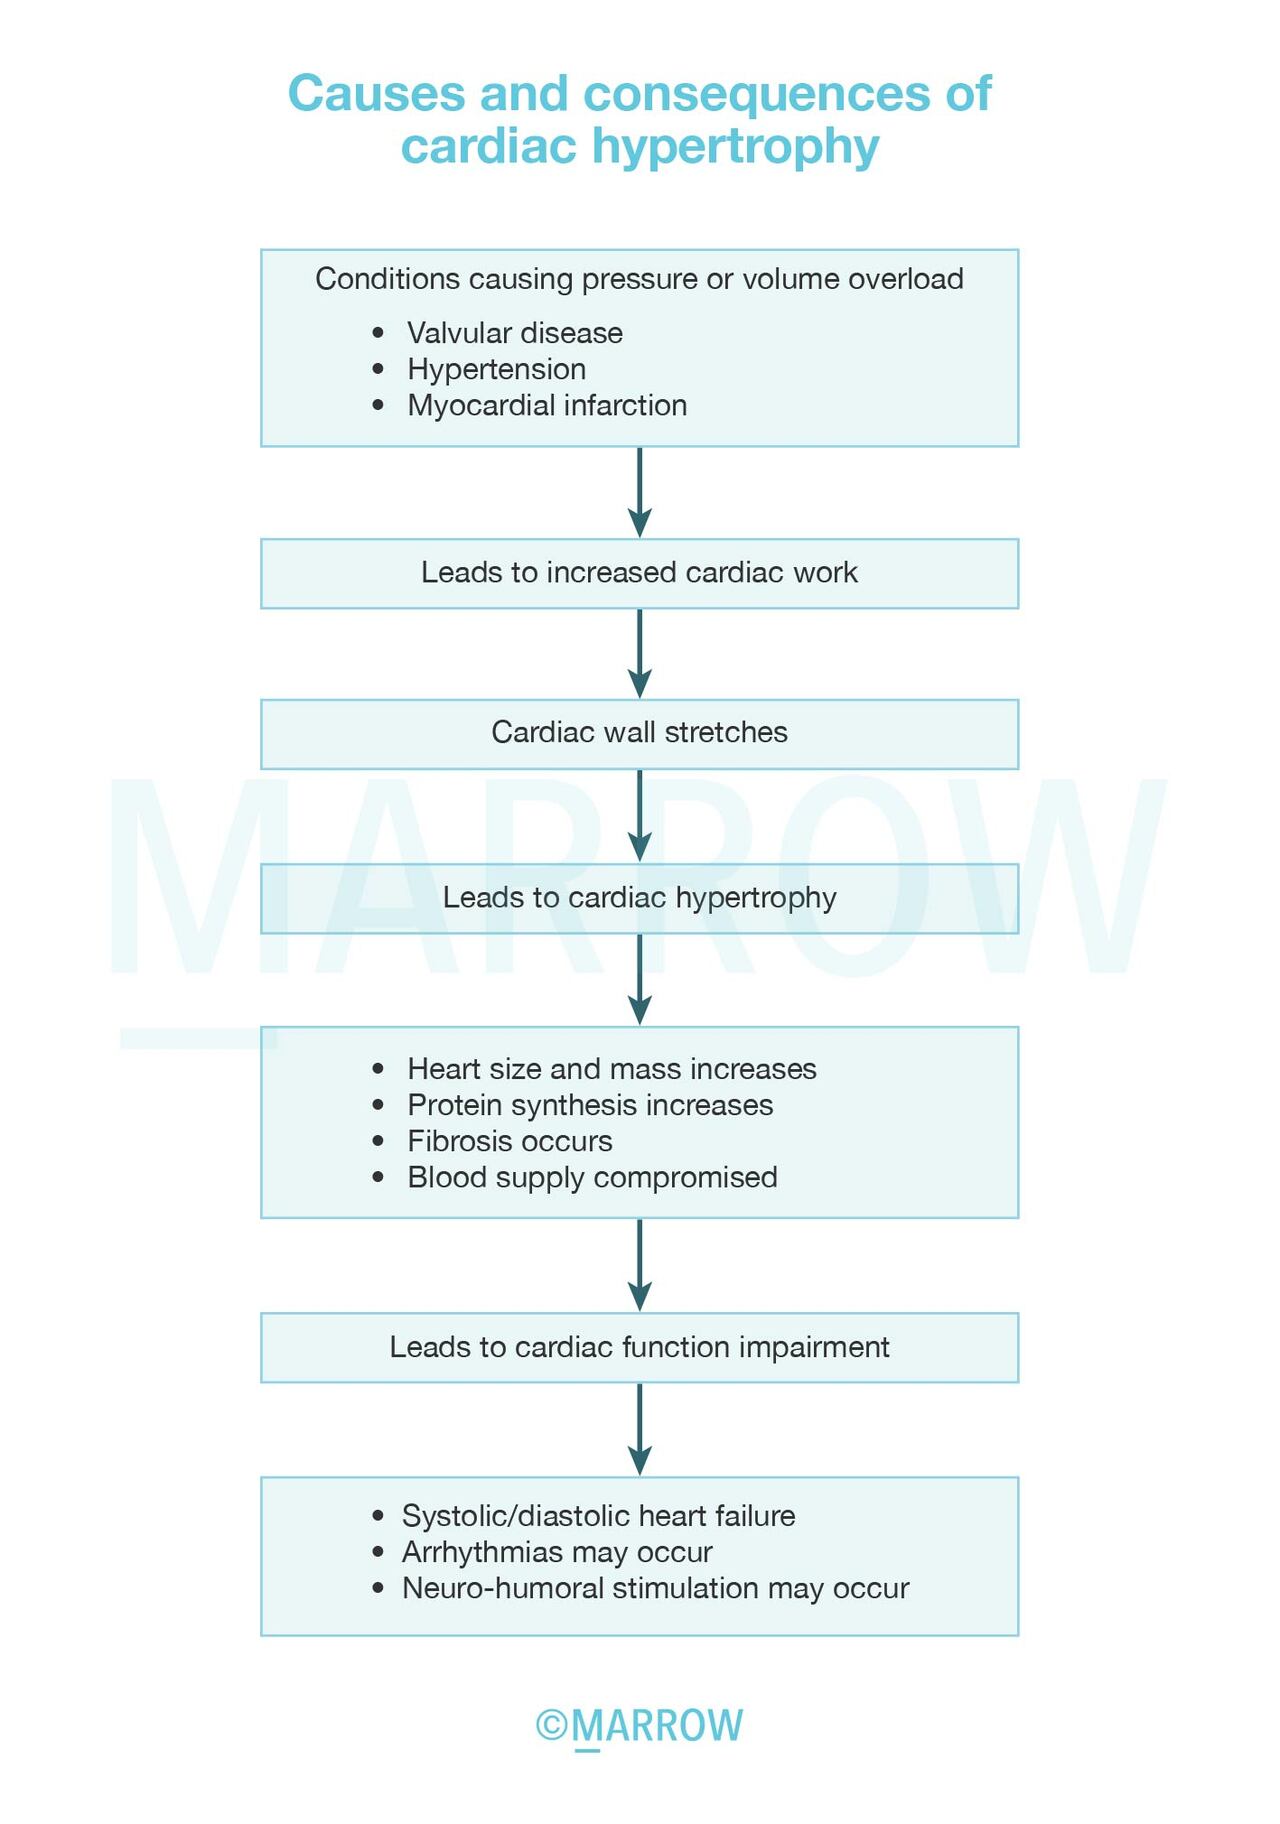 Causes and consequences of
cardiac hypertrophy
Conditions causing pressure or volume overload
• Valvular disease
• Hypertension
• Myocardial infarction
Leads to increased cardiac work
Cardiac wall stretches
MARROW
Leads to cardiac hypertrophy
• Heart size and mass increases
• Protein synthesis increases
• Fibrosis occurs
• Blood supply compromised
Leads to cardiac function impairment
• Systolic/diastolic heart failure
• Arrhythmias may occur
• Neuro-humoral stimulation may occur
©MARROW